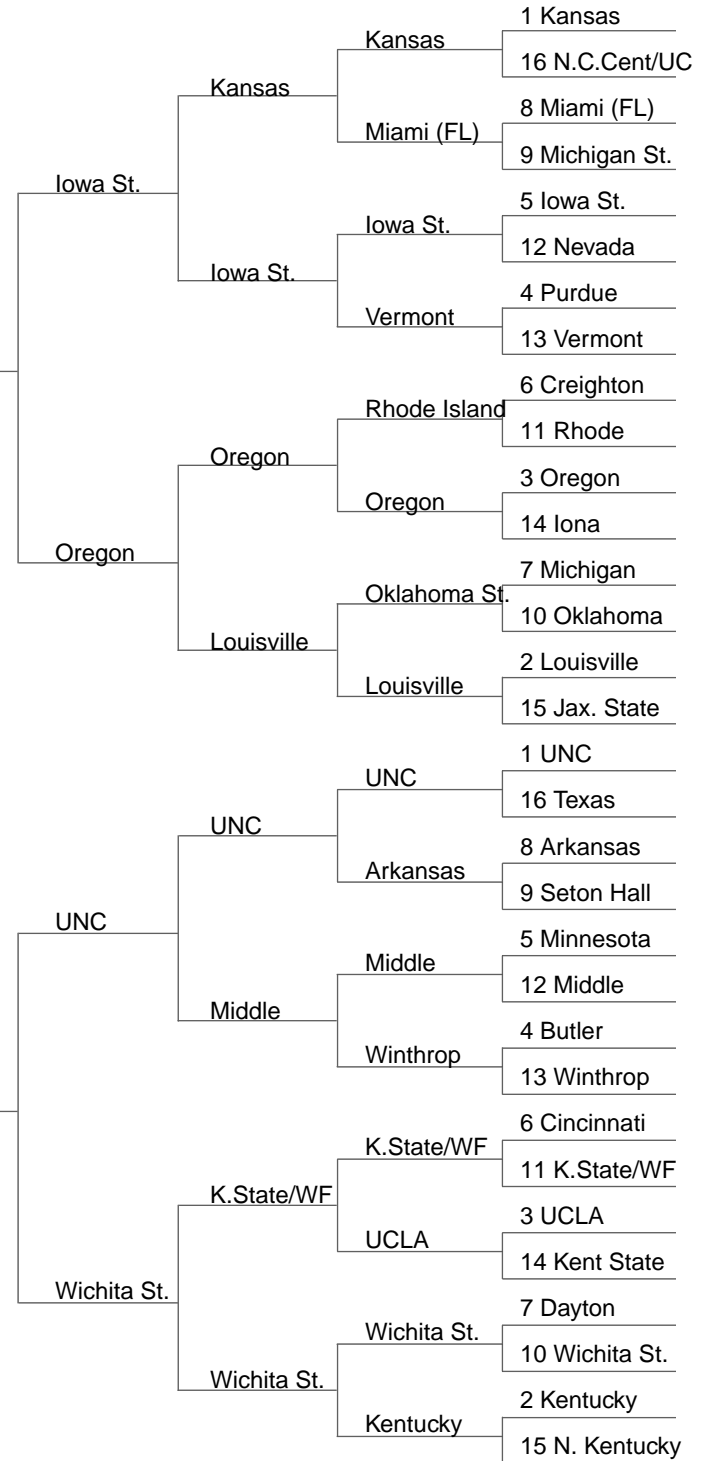 1 Kansas
Kansas
16 N.C.Cent/UC
Kansas
8 Miami (FL)
Miami (FL)
9 Michigan St.
Iowa St.
5 Iowa St.
Iowa St.
12 Nevada
Iowa St.
4 Purdue
Vermont
13 Vermont
6 Creighton
Rhode Island
11 Rhode
Oregon
3 Oregon
Oregon
14 Iona
Oregon
7 Michigan
Oklahoma St.
10 Oklahoma
Louisville
2 Louisville
Louisville
15 Jax. State
1 UNC
UNC
16 Texas
UNC
8 Arkansas
Arkansas
9 Seton Hall
UNC
5 Minnesota
Middle
12 Middle
Middle
4 Butler
Winthrop
13 Winthrop
6 Cincinnati
K.State/WF
11 K.State/WF
K.State/WF
3 UCLA
UCLA
14 Kent State
Wichita St.
7 Dayton
Wichita St.
10 Wichita St.
Wichita St.
2 Kentucky
Kentucky
15 N. Kentucky